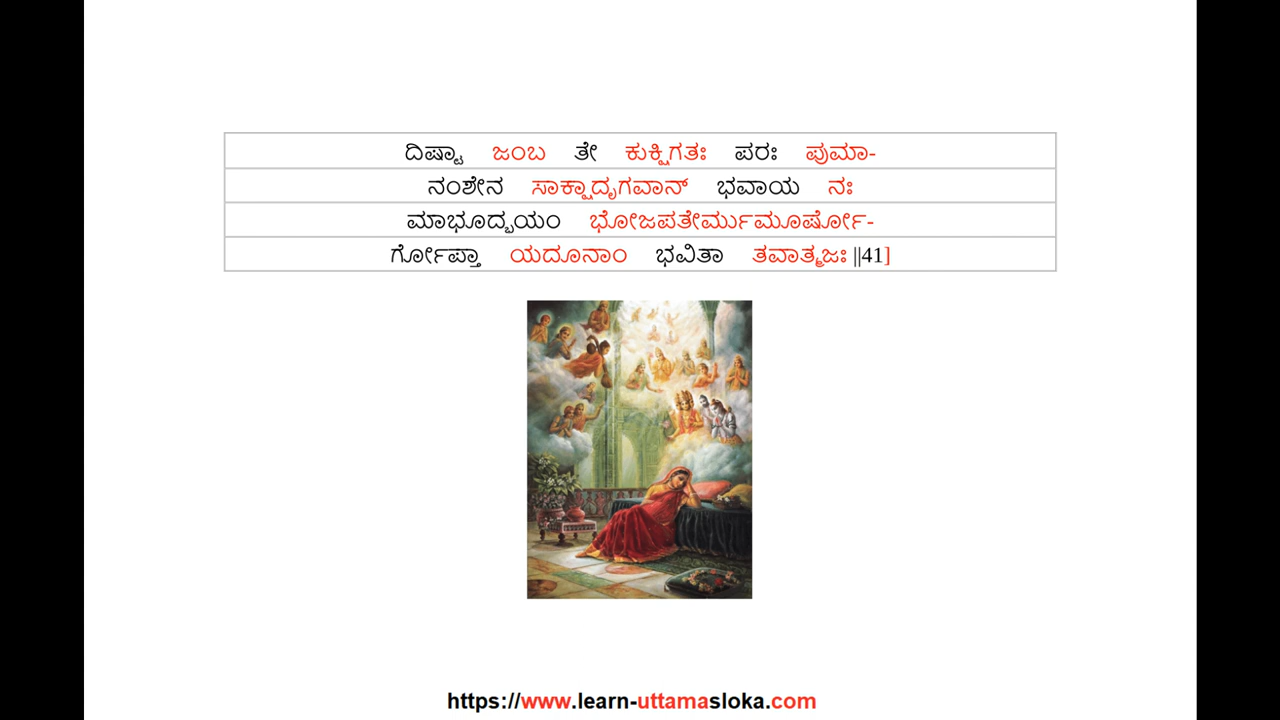 ದಿಷ್ಟ್ಯಾ ಜಂಬ ತೇ ಕುಕ್ಷಿಗತಃ ಪರಃ ಪುಮಾ-
ನಂಶೇನ ಸಾಕ್ಷಾದ್ಭಗವಾನ್ ಭವಾಯ ನಃ
ಮಾಭೂದ್ಭಯಂ ಭೋಜಪತೇರ್ಮುಮೂರ್ಷೋ-
ರ್ಗೋಪ್ತಾ ಯದೂನಾಂ ಭವಿತಾ ತವಾತ್ಮಜಃ ||41]
https://www.learn-uttamasloka.com